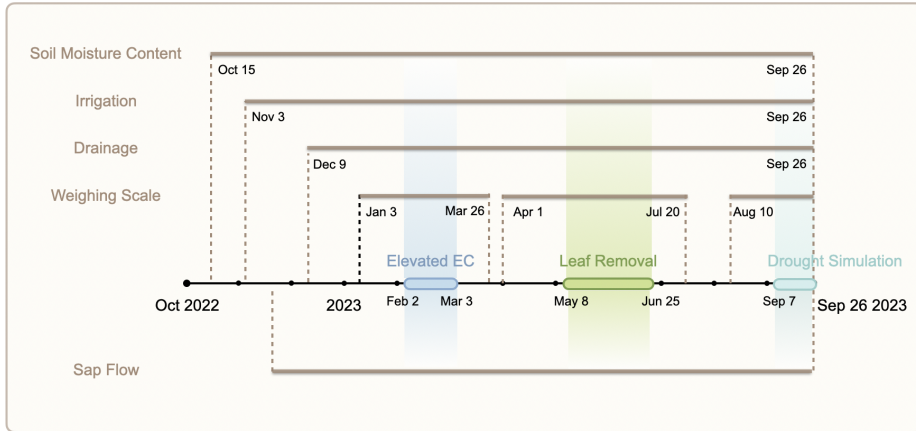 Soil Moisture Content
Oct 15 Sep 26
Irrigation
Nov 3 Sep 26
Drainage
Dec 9 Sep 26
Weighing Scale
Jan 3 Mar 26 Apr 1 Jul 20 Aug 10
Elevated EC Leaf Removal Drought Simulation
Oct 2022 2023 Feb 2 Mar 3 May 8 Jun 25 Sep 7 Sep 26 2023
Sap Flow